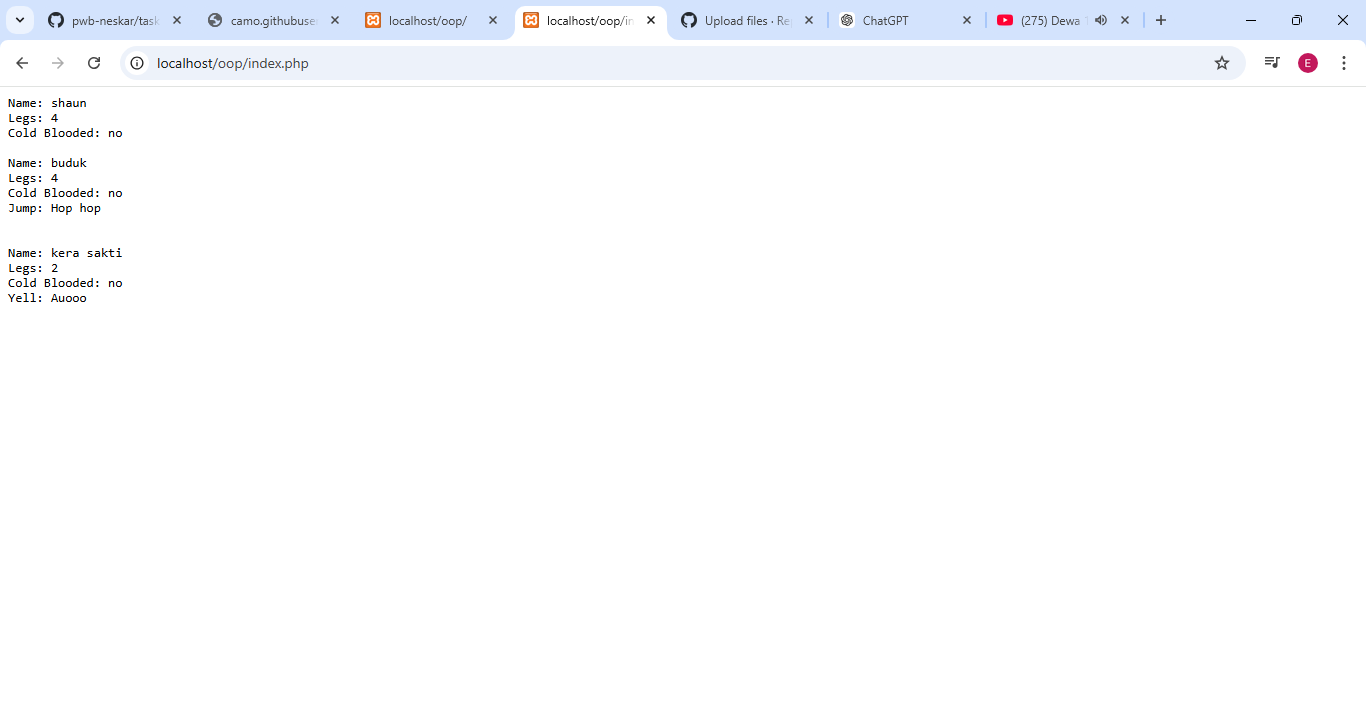 pwb-neskar/task
camo.githubuse
localhost/oop/
localhost/oop/in
Upload files · Re
ChatGPT
(275) Dewa
localhost/oop/index.php
E
Name: shaun
Legs: 4
Cold Blooded: no
Name: buduk
Legs: 4
Cold Blooded: no
Jump: Hop hop
Name: kera sakti
Legs: 2
Cold Blooded: no
Yell: Auooo